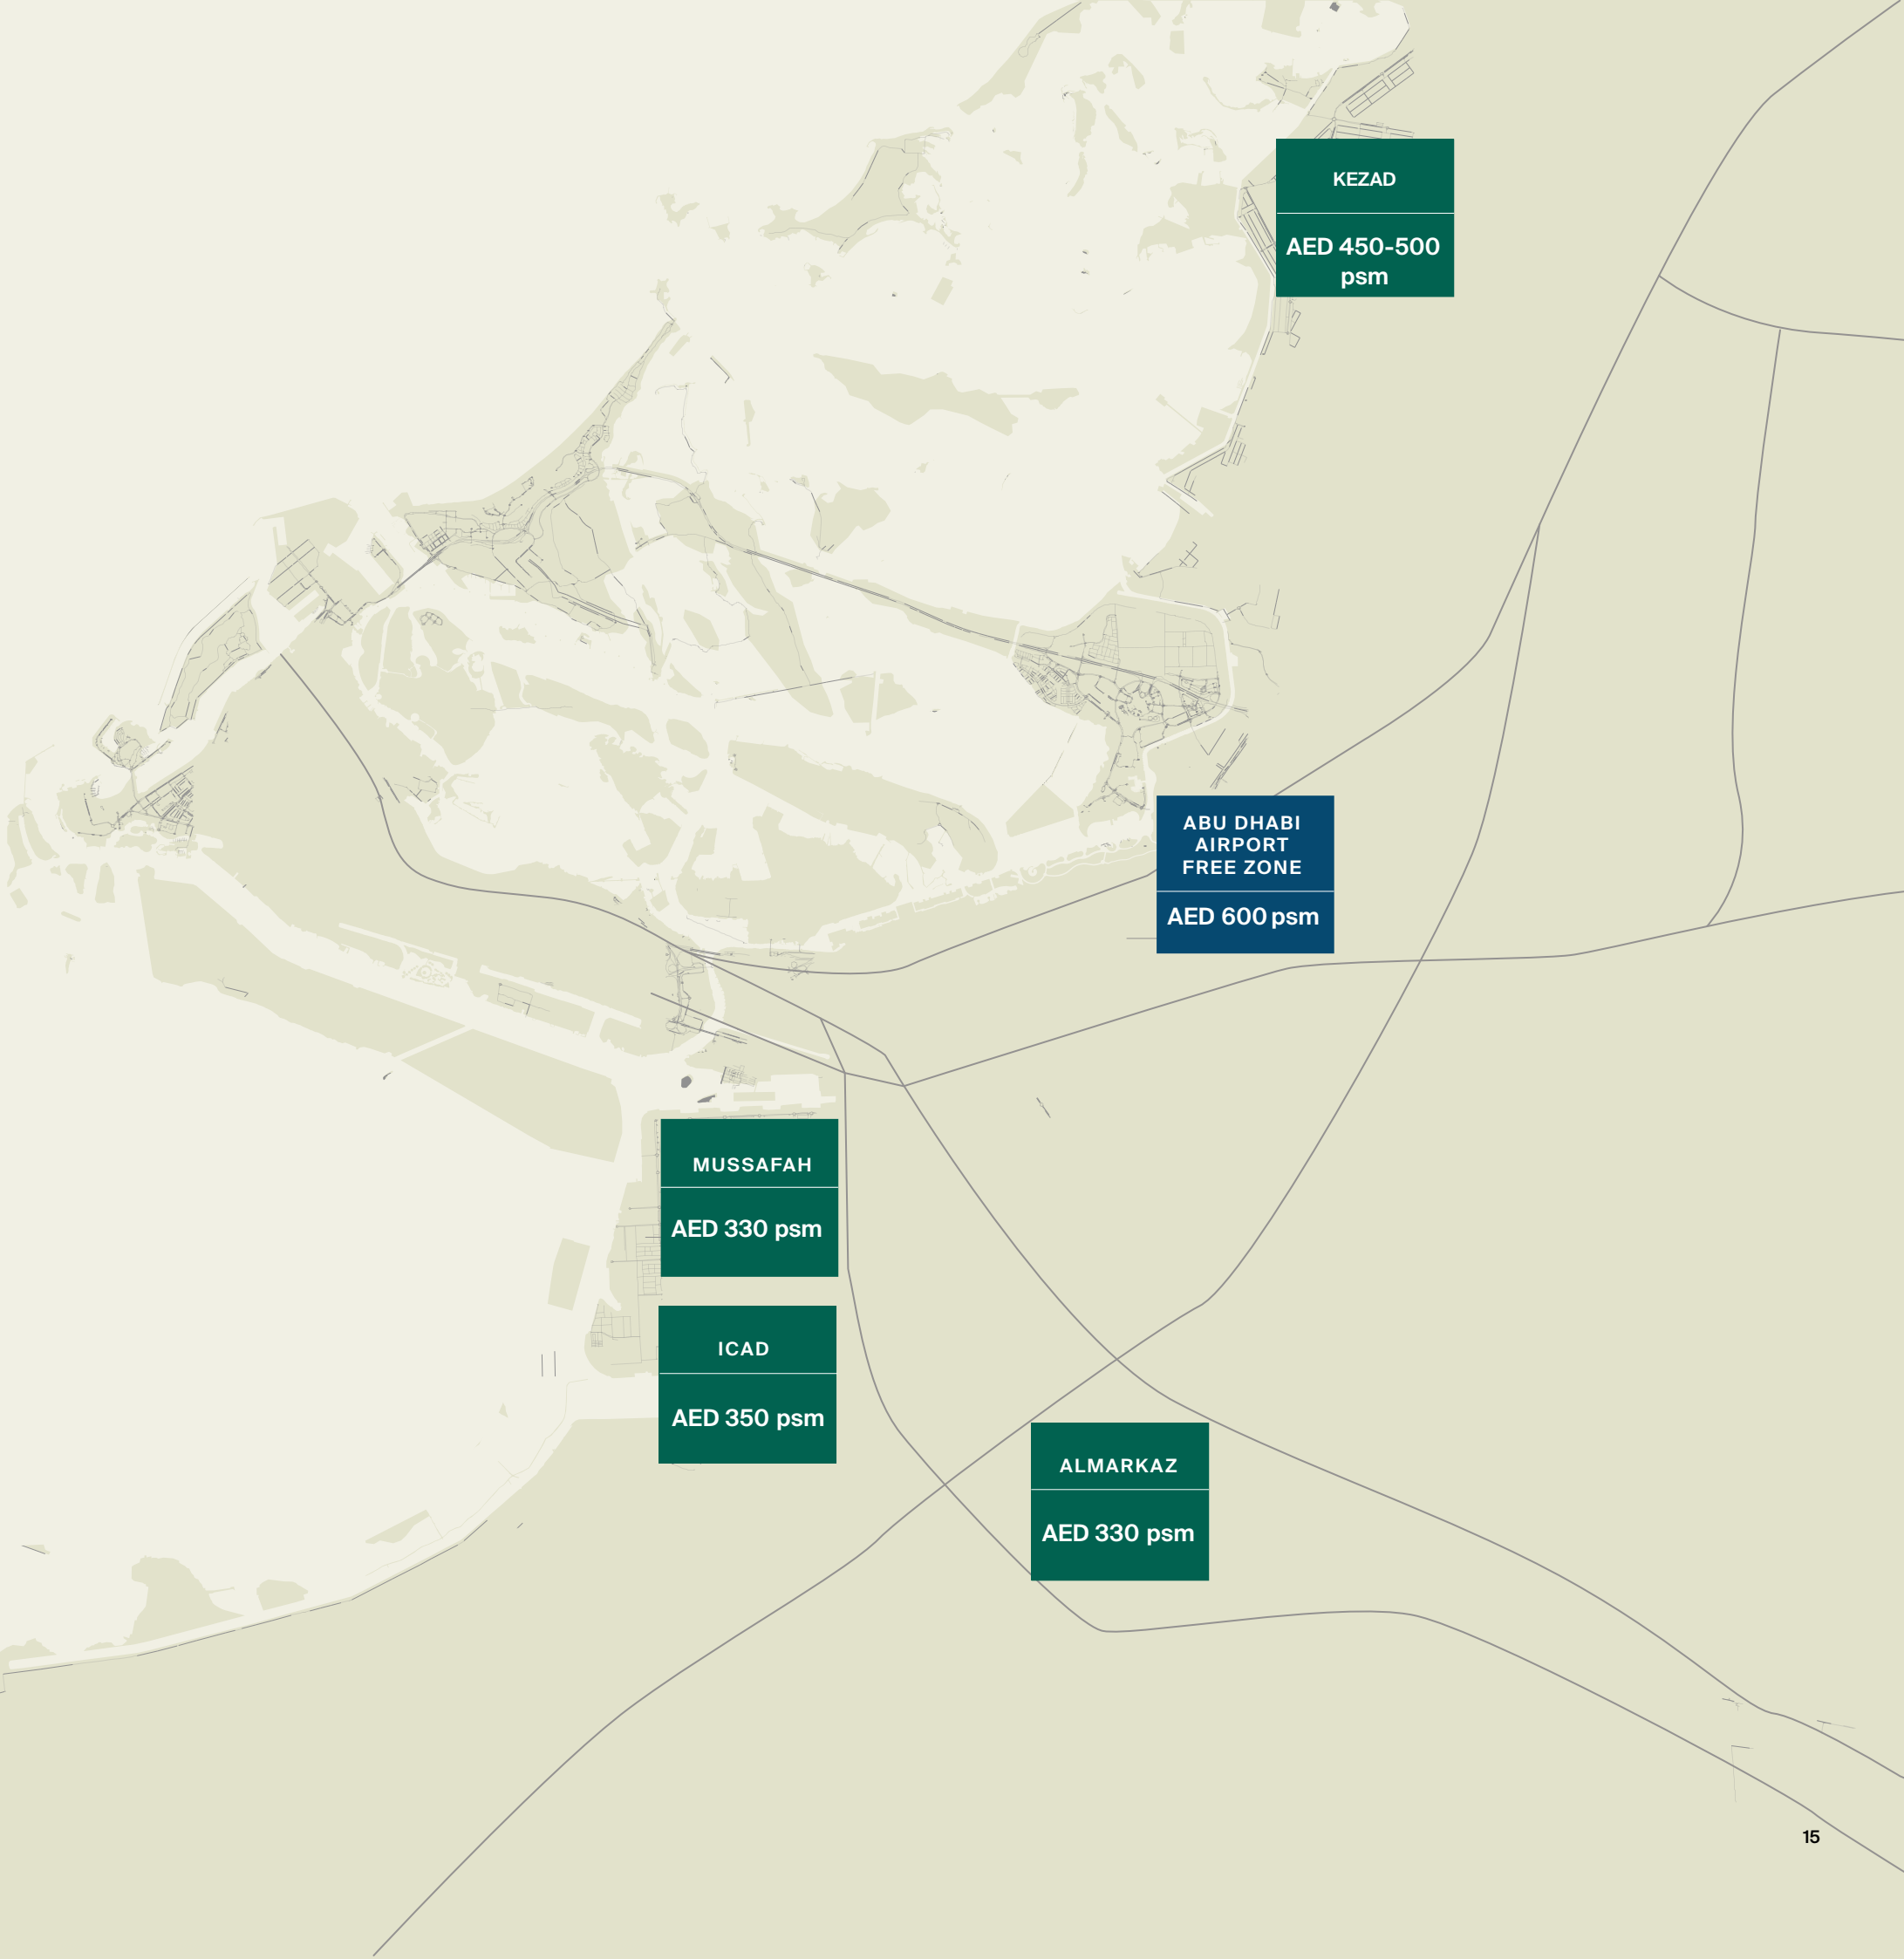 KEZAD
AED 450-500
psm
ABU DHABI
AIRPORT
FREE ZONE
AED 600 psm
MUSSAFAH
AED 330 psm
ICAD
AED 350 psm
ALMARKAZ
AED 330 psm
15